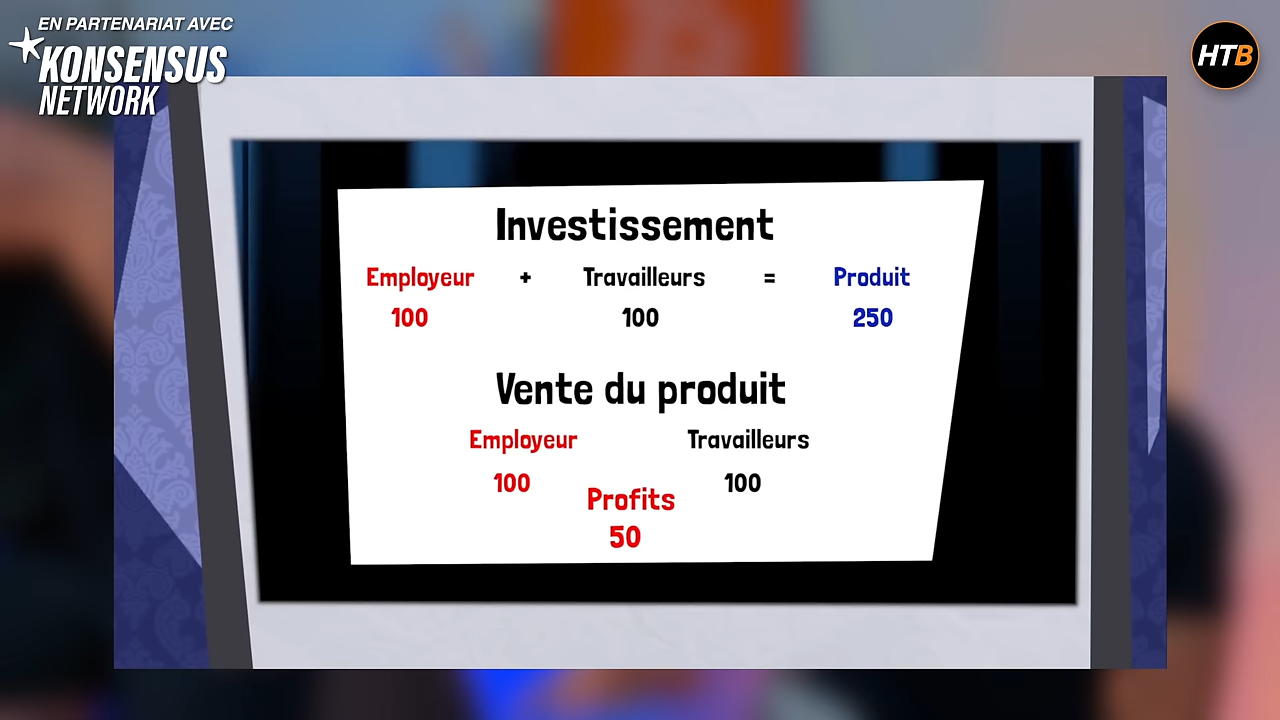 EN PARTENARIAT AVEC
KONSENSUS
NETWORK
HTB
Investissement
Employeur + Travailleurs = Produit
100 100 250
Vente du produit
Employeur Travailleurs
100 100
Profits
50